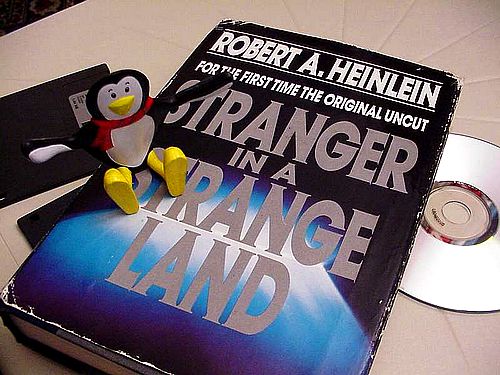 ROBERT A. HEINLEIN
FOR THE FIRST TIME THE ORIGINAL UNCUT
STRANGER
IN A
STRANGE
LAND